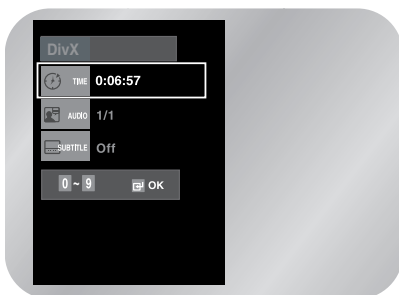 DivX
TIME 0:06:57
AUDIO 1/1
SUBTITLE Off
0 ~ 9 OK